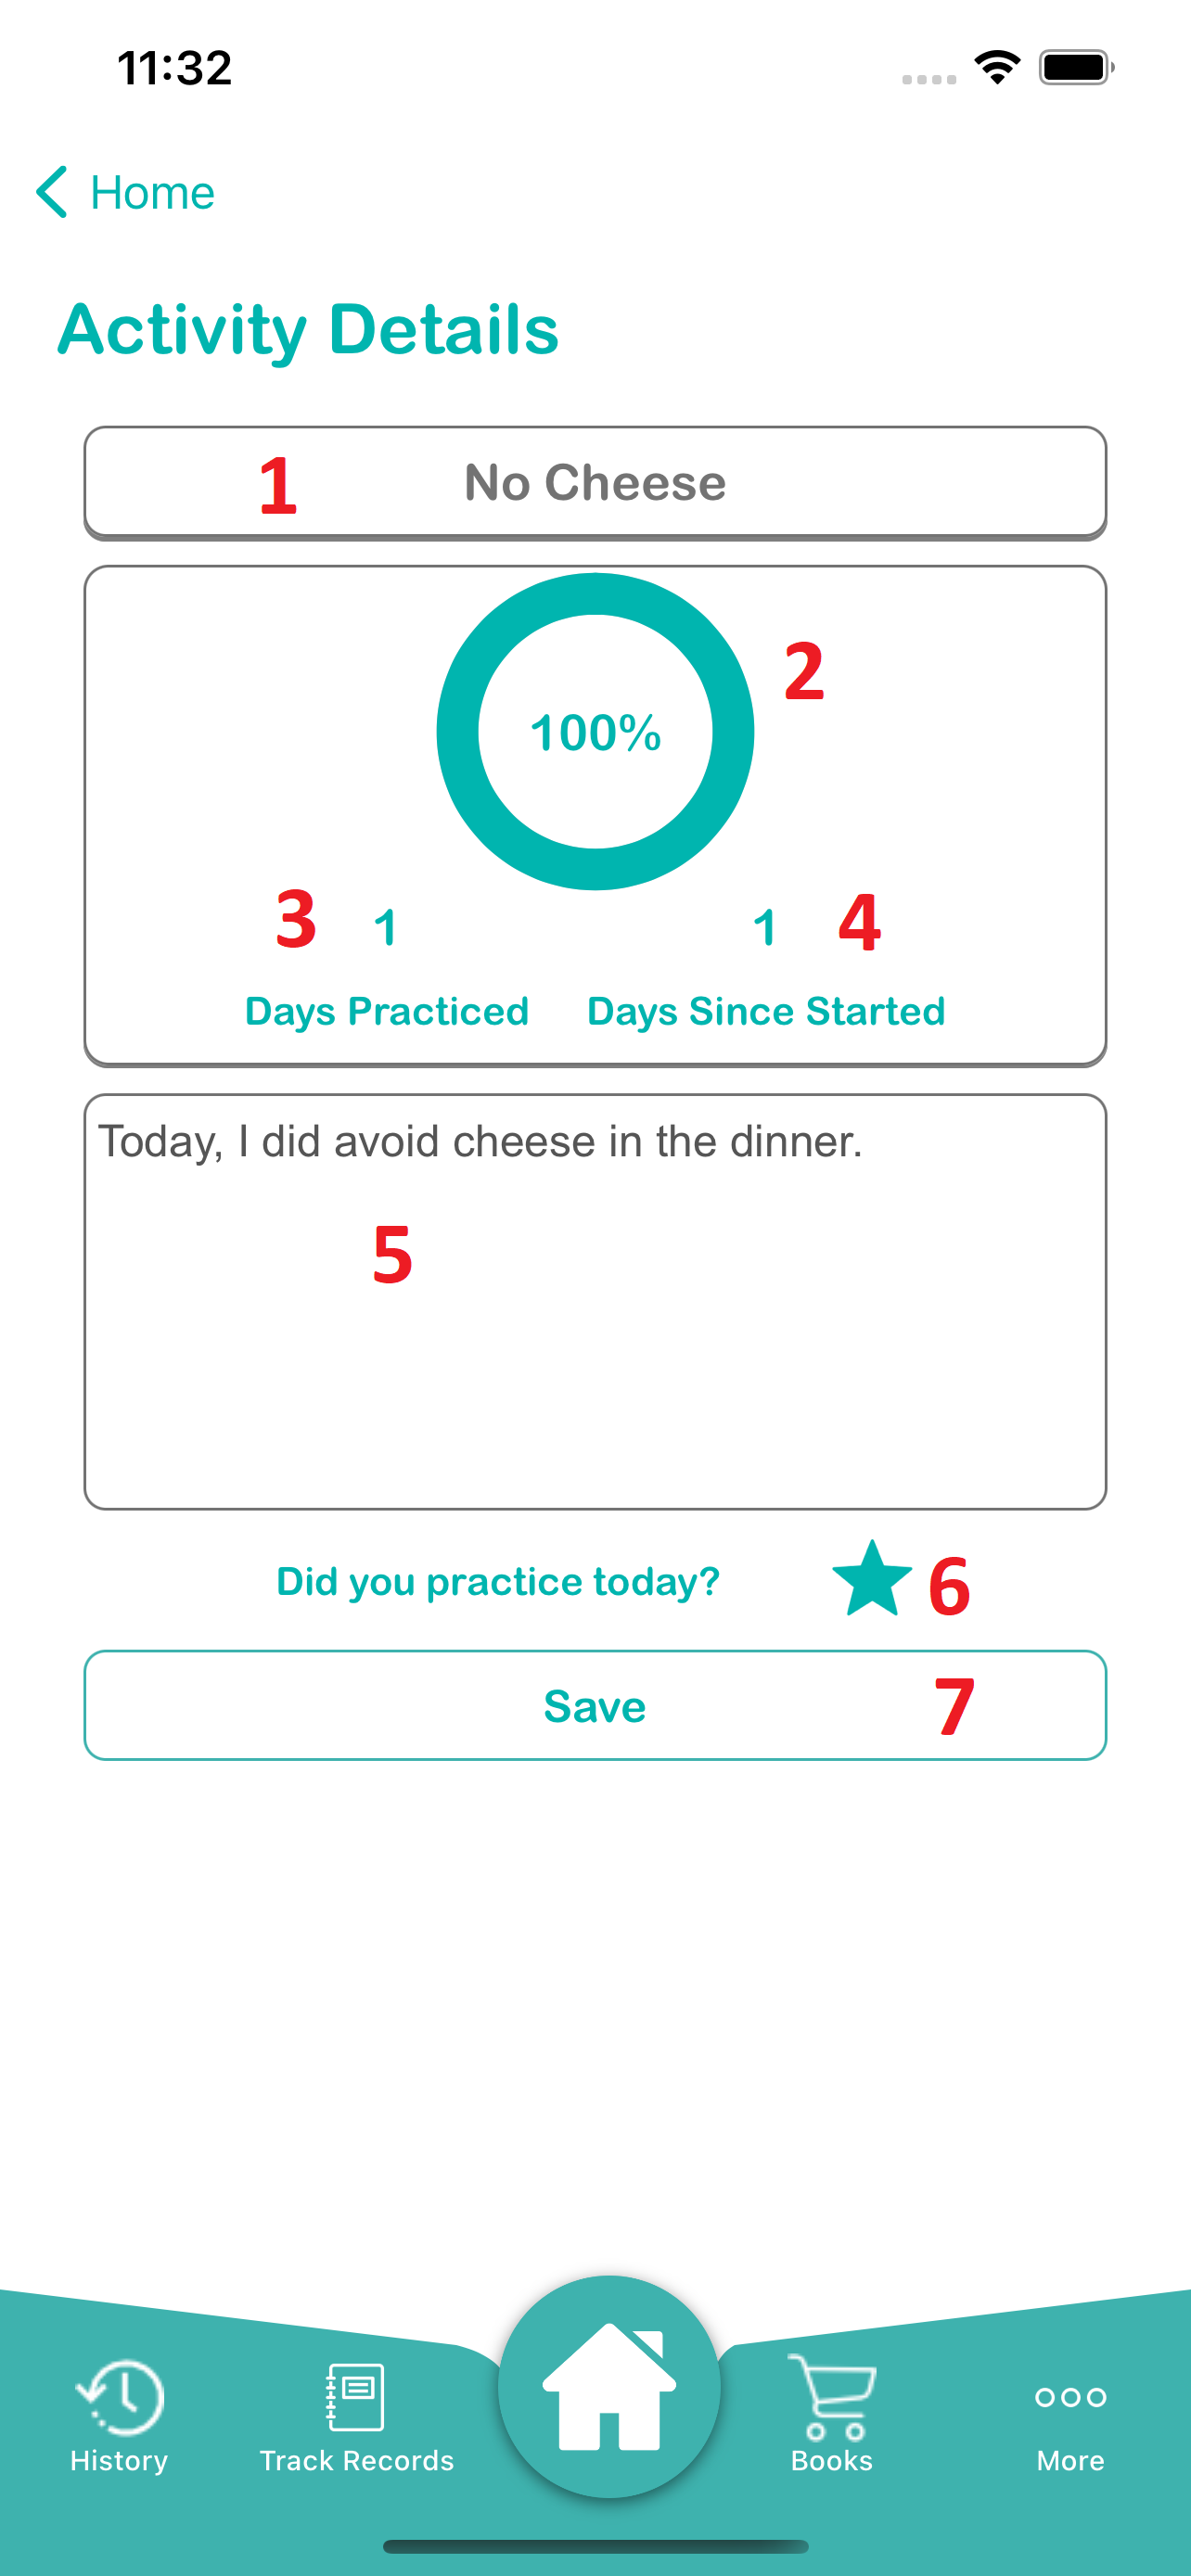 11:32
Home
Activity Details
1 No Cheese
2
100%
3 1 1 4
Days Practiced Days Since Started
Today, I did avoid cheese in the dinner.
5
Did you practice today? 6
Save 7
History Track Records Books More